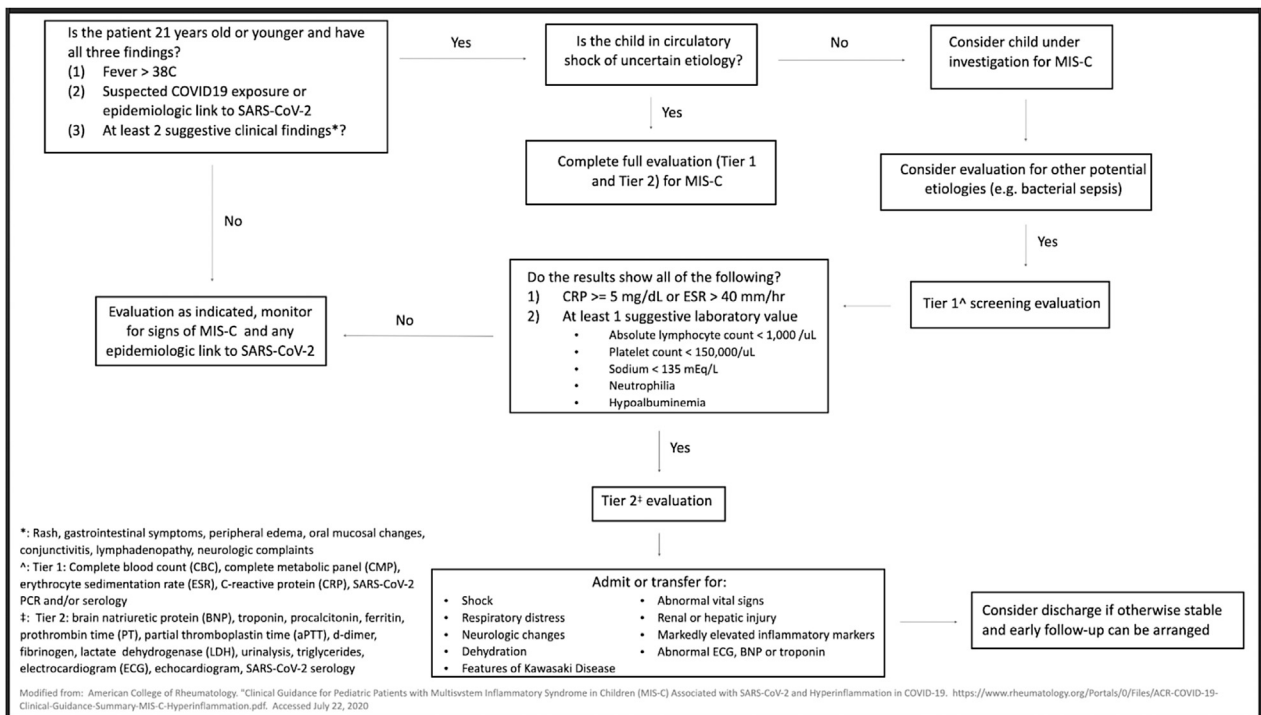 Is the patient 21 years old or younger and have
all three findings?
(1) Fever > 38C
(2) Suspected COVID19 exposure or
epidemiologic link to SARS-CoV-2
(3) At least 2 suggestive clinical findings*?
Yes
Is the child in circulatory
shock of uncertain etiology?
No
Consider child under
investigation for MIS-C
Yes
Complete full evaluation (Tier 1
and Tier 2) for MIS-C
Consider evaluation for other potential
etiologies (e.g. bacterial sepsis)
No
Yes
Evaluation as indicated, monitor
for signs of MIS-C and any
epidemiologic link to SARS-CoV-2
No
Do the results show all of the following?
1) CRP >= 5 mg/dL or ESR > 40 mm/hr
2) At least 1 suggestive laboratory value
• Absolute lymphocyte count < 1,000 /uL
• Platelet count < 150,000/uL
• Sodium < 135 mEq/L
• Neutrophilia
• Hypoalbuminemia
Tier 1^ screening evaluation
Yes
Tier 2‡ evaluation
*: Rash, gastrointestinal symptoms, peripheral edema, oral mucosal changes,
conjunctivitis, lymphadenopathy, neurologic complaints
^: Tier 1: Complete blood count (CBC), complete metabolic panel (CMP),
erythrocyte sedimentation rate (ESR), C-reactive protein (CRP), SARS-CoV-2
PCR and/or serology
‡: Tier 2: brain natriuretic protein (BNP), troponin, procalcitonin, ferritin,
prothrombin time (PT), partial thromboplastin time (aPTT), d-dimer,
fibrinogen, lactate dehydrogenase (LDH), urinalysis, triglycerides,
electrocardiogram (ECG), echocardiogram, SARS-CoV-2 serology
Admit or transfer for:
• Shock
• Respiratory distress
• Neurologic changes
• Dehydration
• Features of Kawasaki Disease
• Abnormal vital signs
• Renal or hepatic injury
• Markedly elevated inflammatory markers
• Abnormal ECG, BNP or troponin
Consider discharge if otherwise stable
and early follow-up can be arranged
Modified from: American College of Rheumatology. "Clinical Guidance for Pediatric Patients with Multisystem Inflammatory Syndrome in Children (MIS-C) Associated with SARS-CoV-2 and Hyperinflammation in COVID-19. https://www.rheumatology.org/Portals/0/Files/ACR-COVID-19-
Clinical-Guidance-Summary-MIS-C-Hyperinflammation.pdf. Accessed July 22, 2020